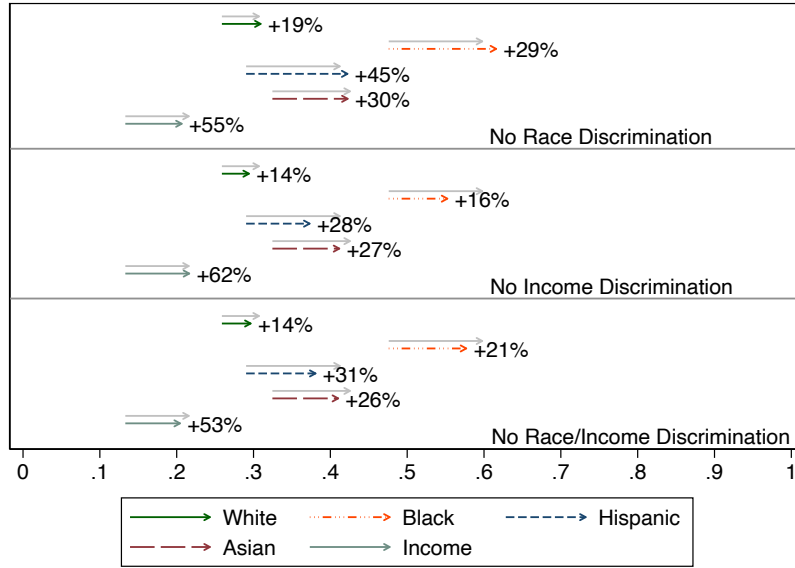 +19%
+29%
+45%
+30%
+55%
No Race Discrimination
+14%
+16%
+28%
+27%
+62%
No Income Discrimination
+14%
+21%
+31%
+26%
+53%
No Race/Income Discrimination
0 .1 .2 .3 .4 .5 .6 .7 .8 .9 1
White Black Hispanic
Asian Income